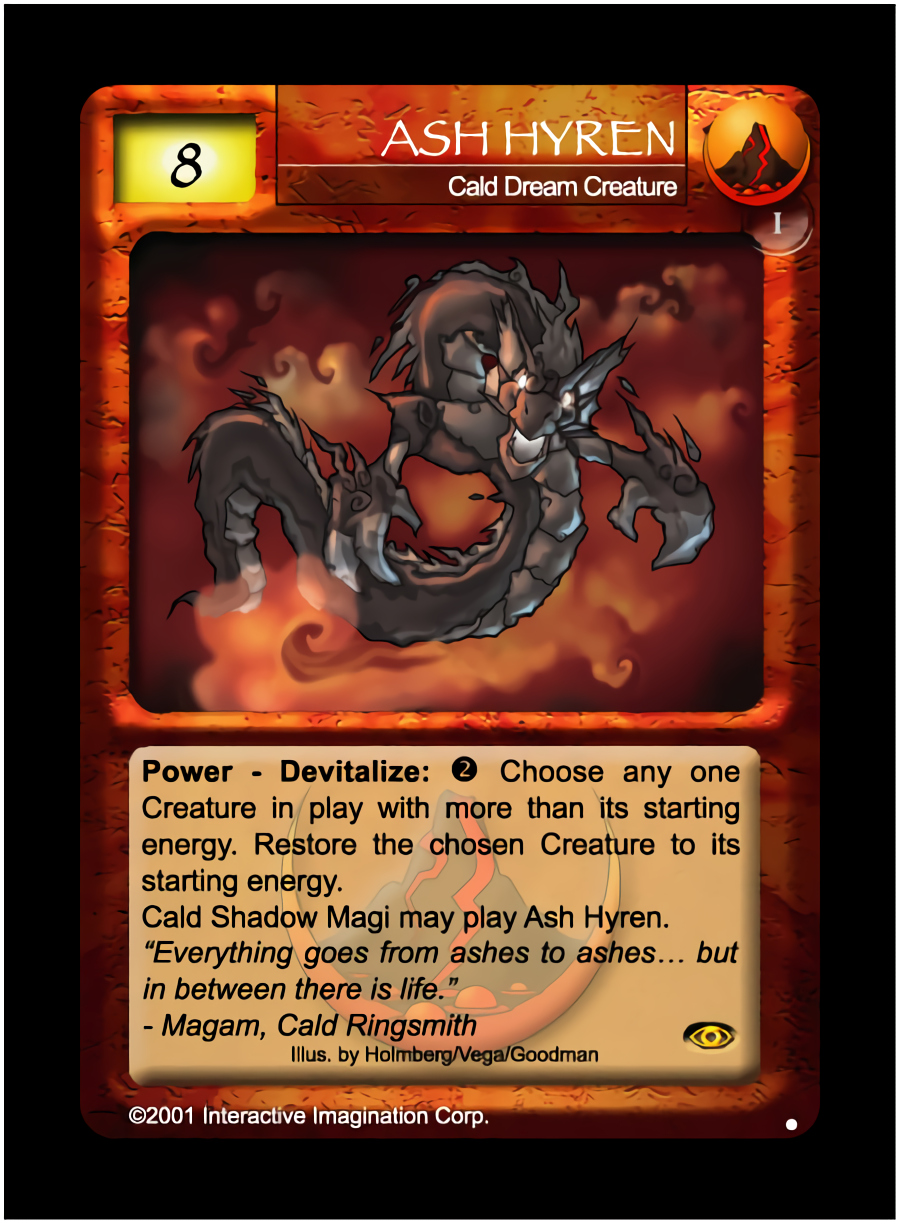 8
ASH HYREN
Cald Dream Creature
I
Power - Devitalize: ❷ Choose any one
Creature in play with more than its starting
energy. Restore the chosen Creature to its
starting energy.
Cald Shadow Magi may play Ash Hyren.
“Everything goes from ashes to ashes… but
in between there is life.”
- Magam, Cald Ringsmith
Illus. by Holmberg/Vega/Goodman
©2001 Interactive Imagination Corp.